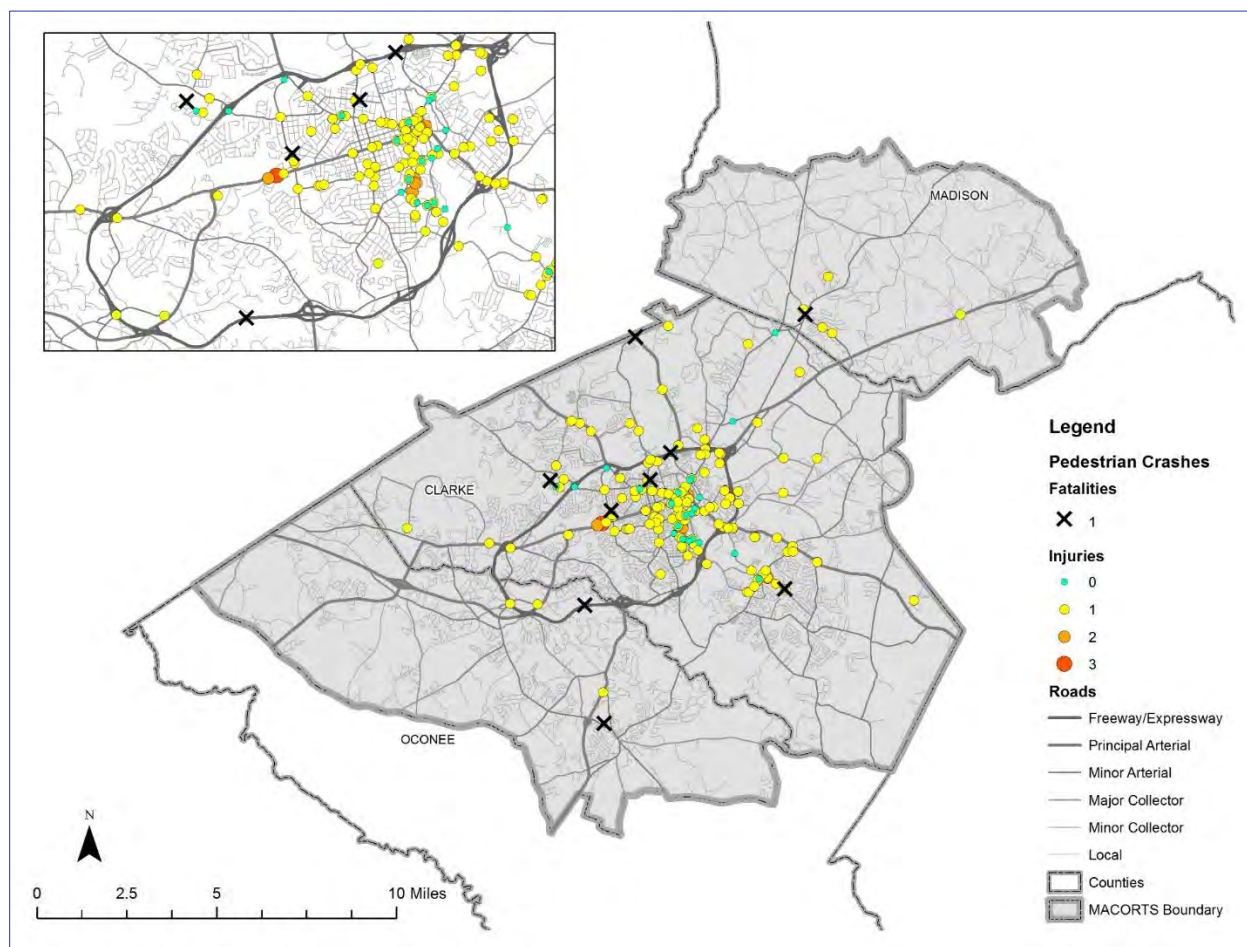 MADISON
CLARKE
OCONEE
Legend
Pedestrian Crashes
Fatalities
1
Injuries
0
1
2
3
Roads
Freeway/Expressway
Principal Arterial
Minor Arterial
Major Collector
Minor Collector
Local
Counties
MACORTS Boundary
N
0 2.5 5 10 Miles